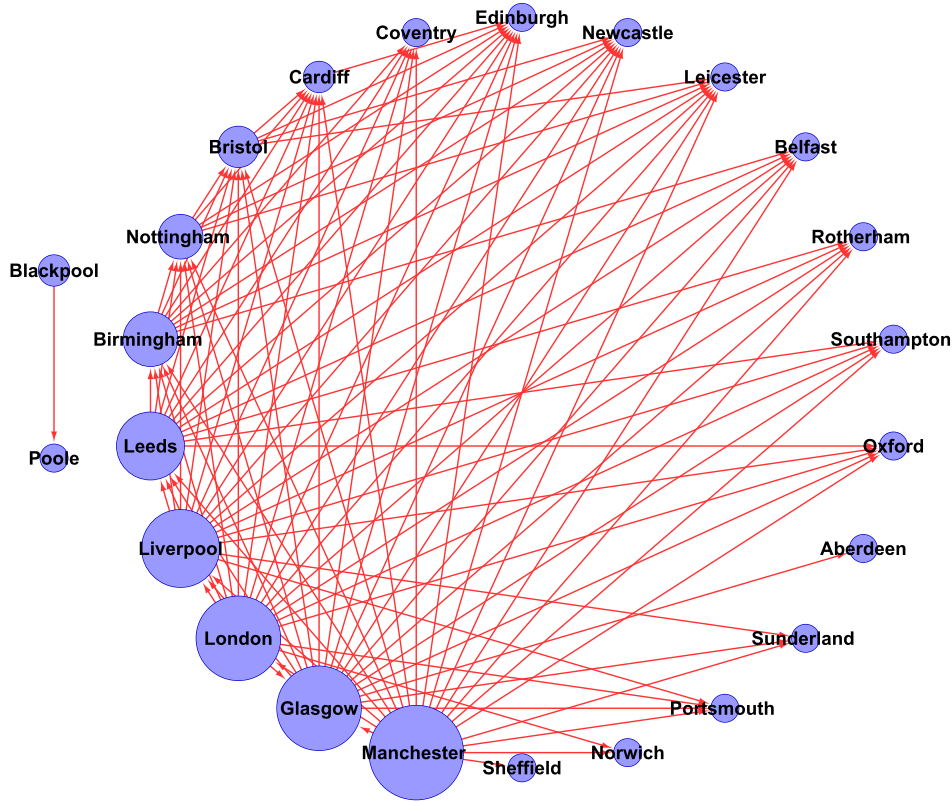 Edinburgh
Coventry
Newcastle
Cardiff
Leicester
Bristol
Belfast
Nottingham
Rotherham
Blackpool
Birmingham
Southampton
Leeds
Oxford
Poole
Liverpool
Aberdeen
London
Sunderland
Glasgow
Portsmouth
Manchester
Norwich
Sheffield